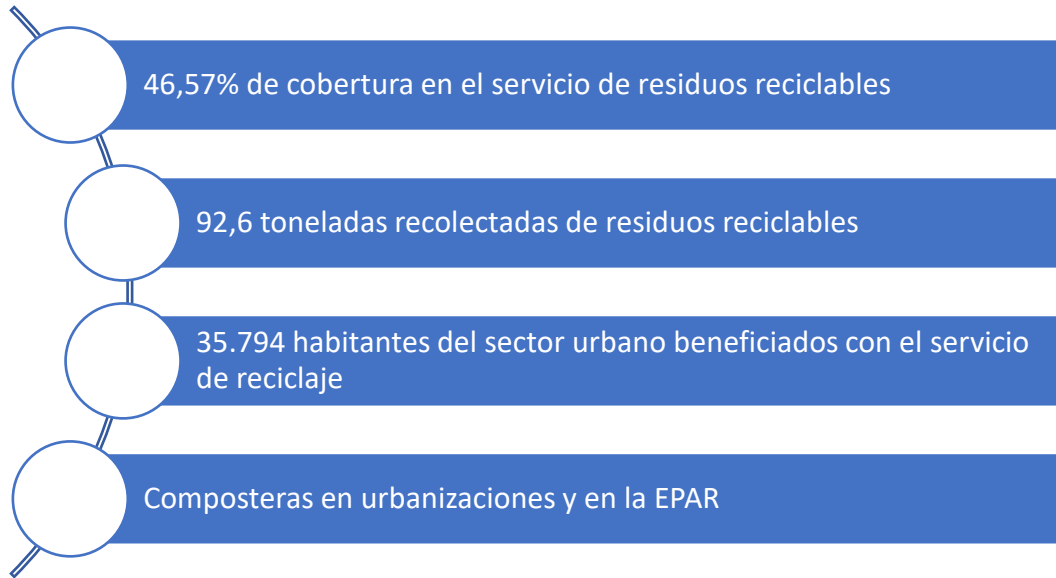 46,57% de cobertura en el servicio de residuos reciclables
92,6 toneladas recolectadas de residuos reciclables
35.794 habitantes del sector urbano beneficiados con el servicio
de reciclaje
Composteras en urbanizaciones y en la EPAR